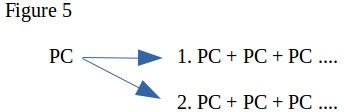 Figure 5
PC
1. PC + PC + PC ....
2. PC + PC + PC ....